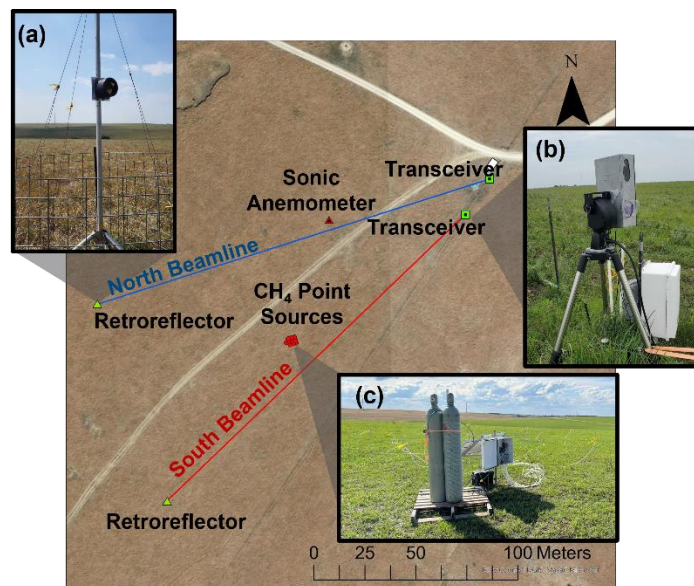 (a)
N
(b)
Transceiver
Sonic
Anemometer
Transceiver
North Beamline
CH₄ Point
Sources
Retroreflector
(c)
South Beamline
Retroreflector
0 25 50 100 Meters